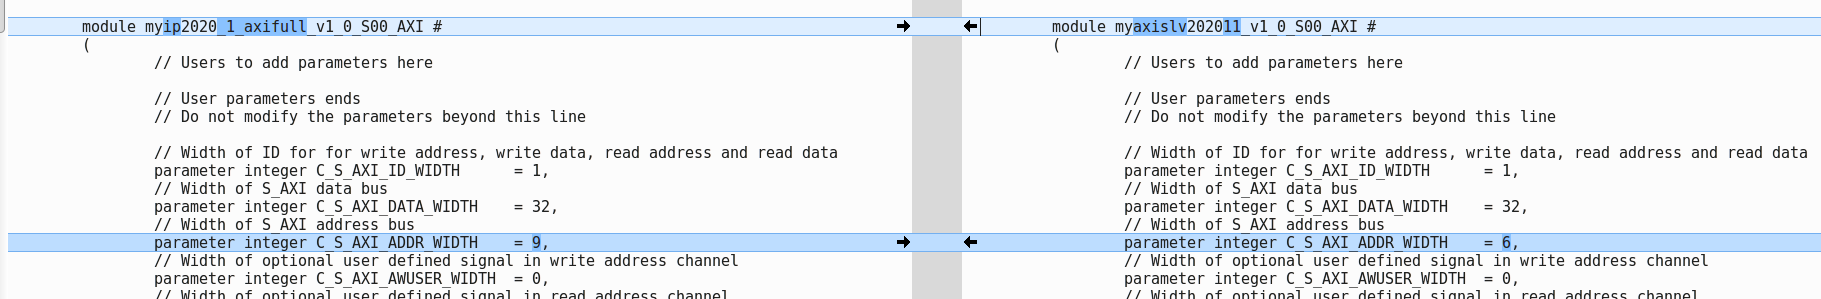 module myip2020_1_axifull_v1_0_S00_AXI #
(
// Users to add parameters here
// User parameters ends
// Do not modify the parameters beyond this line
// Width of ID for for write address, write data, read address and read data
parameter integer C_S_AXI_ID_WIDTH = 1,
// Width of S_AXI data bus
parameter integer C_S_AXI_DATA_WIDTH = 32,
// Width of S_AXI address bus
parameter integer C_S_AXI_ADDR_WIDTH = 9,
// Width of optional user defined signal in write address channel
parameter integer C_S_AXI_AWUSER_WIDTH = 0,
// Width of optional user defined signal in read address channel
module myaxislv202011_v1_0_S00_AXI #
(
// Users to add parameters here
// User parameters ends
// Do not modify the parameters beyond this line
// Width of ID for for write address, write data, read address and read data
parameter integer C_S_AXI_ID_WIDTH = 1,
// Width of S_AXI data bus
parameter integer C_S_AXI_DATA_WIDTH = 32,
// Width of S_AXI address bus
parameter integer C_S_AXI_ADDR_WIDTH = 6,
// Width of optional user defined signal in write address channel
parameter integer C_S_AXI_AWUSER_WIDTH = 0,
// Width of optional user defined signal in read address channel